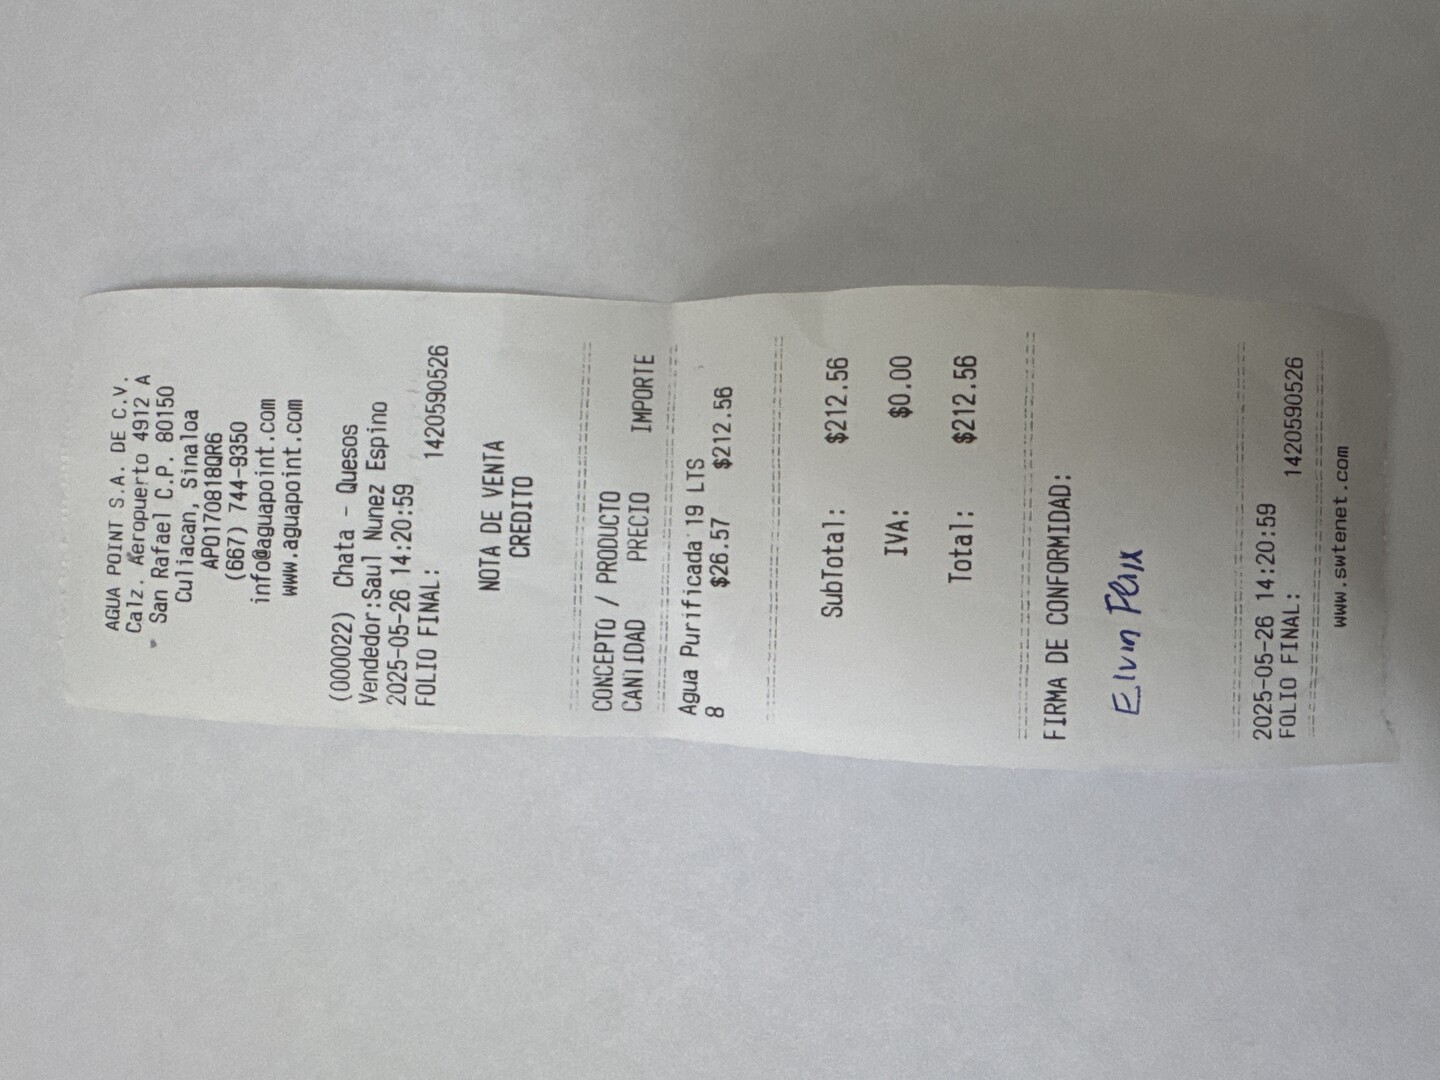 AGUA POINT S.A. DE C.V.
Calz. Aeropuerto 4912 A
San Rafael C.P. 80150
Culiacan, Sinaloa
APO170818QR6
(667) 744-9350
info@aguapoint.com
www.aguapoint.com
(000022) Chata - Quesos
Vendedor:Saul Nunez Espino
2025-05-26 14:20:59
FOLIO FINAL: 1420590526
NOTA DE VENTA
CREDITO
CONCEPTO / PRODUCTO
CANTIDAD PRECIO IMPORTE
Agua Purificada 19 LTS
8 $26.57 $212.56
SubTotal: $212.56
IVA: $0.00
Total: $212.56
FIRMA DE CONFORMIDAD:
Elvin
2025-05-26 14:20:59
FOLIO FINAL: 1420590526
www.swtenet.com